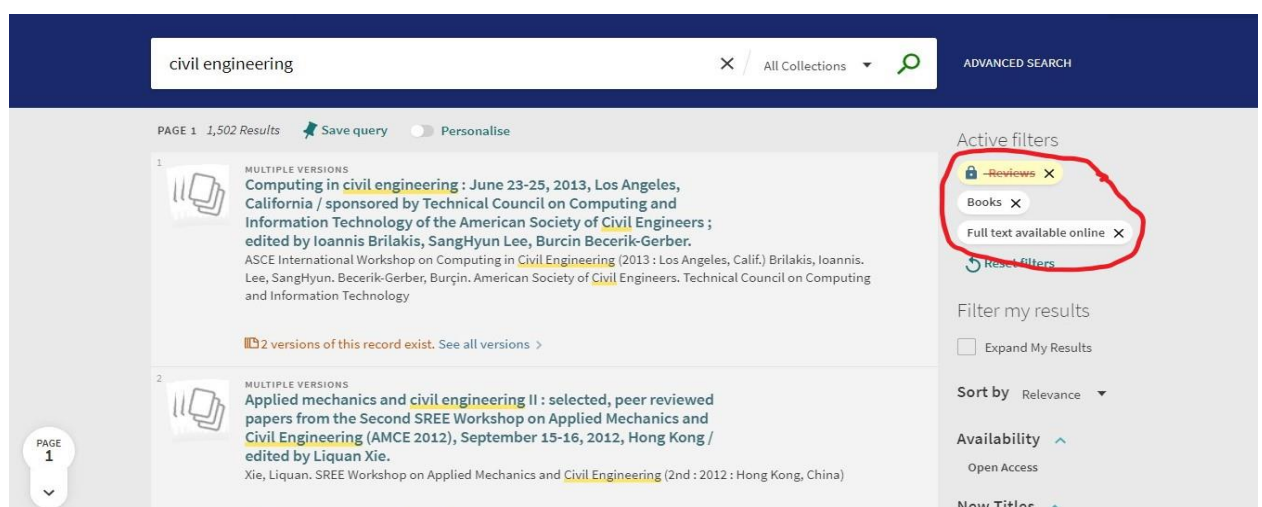 civil engineering
All Collections
ADVANCED SEARCH
PAGE 1 1,502 Results Save query Personalise
1
MULTIPLE VERSIONS
Computing in civil engineering : June 23-25, 2013, Los Angeles,
California / sponsored by Technical Council on Computing and
Information Technology of the American Society of Civil Engineers ;
edited by Ioannis Brilakis, SangHyun Lee, Burcin Becerik-Gerber.
ASCE International Workshop on Computing in Civil Engineering (2013 : Los Angeles, Calif.) Brilakis, Ioannis.
Lee, SangHyun. Becerik-Gerber, Burçin. American Society of Civil Engineers. Technical Council on Computing
and Information Technology
2 versions of this record exist. See all versions >
2
MULTIPLE VERSIONS
Applied mechanics and civil engineering II : selected, peer reviewed
papers from the Second SREE Workshop on Applied Mechanics and
Civil Engineering (AMCE 2012), September 15-16, 2012, Hong Kong /
edited by Liquan Xie.
Xie, Liquan. SREE Workshop on Applied Mechanics and Civil Engineering (2nd : 2012 : Hong Kong, China)
PAGE
1
Active filters
Reviews
Books
Full text available online
Reset filters
Filter my results
Expand My Results
Sort by Relevance
Availability
Open Access
New Titles